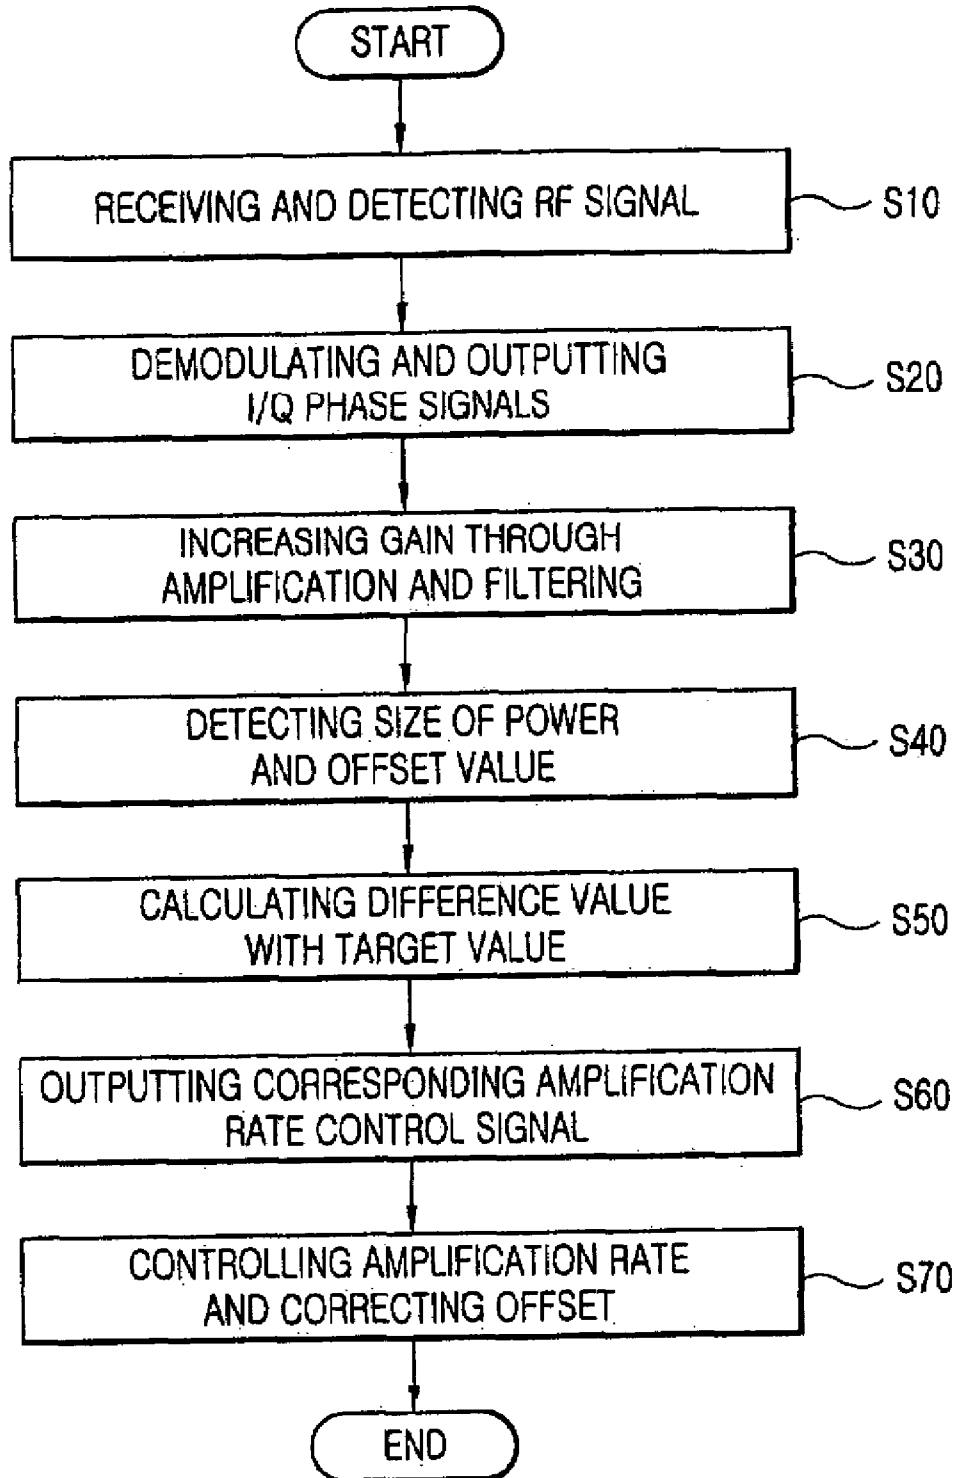 START
RECEIVING AND DETECTING RF SIGNAL
S10
DEMODULATING AND OUTPUTTING
I/Q PHASE SIGNALS
S20
INCREASING GAIN THROUGH
AMPLIFICATION AND FILTERING
S30
DETECTING SIZE OF POWER
AND OFFSET VALUE
S40
CALCULATING DIFFERENCE VALUE
WITH TARGET VALUE
S50
OUTPUTTING CORRESPONDING AMPLIFICATION
RATE CONTROL SIGNAL
S60
CONTROLLING AMPLIFICATION RATE
AND CORRECTING OFFSET
S70
END